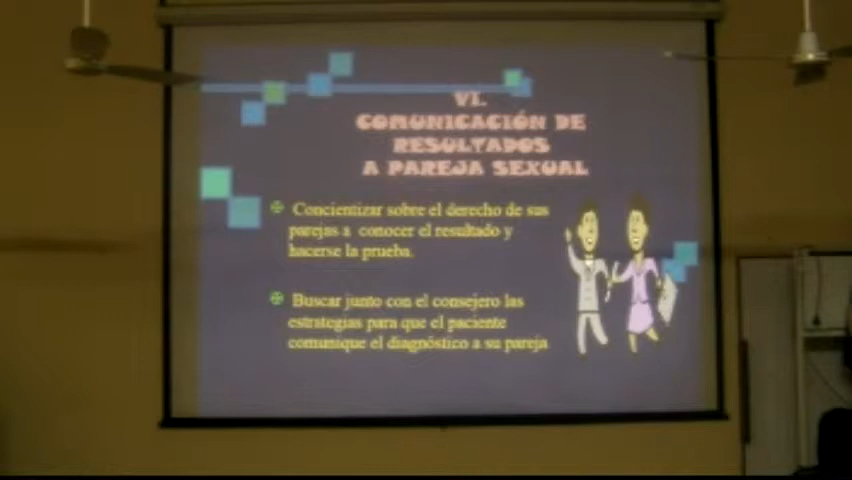 VI.
COMUNICACIÓN DE
RESULTADOS
A PAREJA SEXUAL
Concientizar sobre el derecho de sus
parejas a conocer el resultado y
hacerse la prueba.
Buscar junto con el consejero las
estrategias para que el paciente
comunique el diagnóstico a su pareja